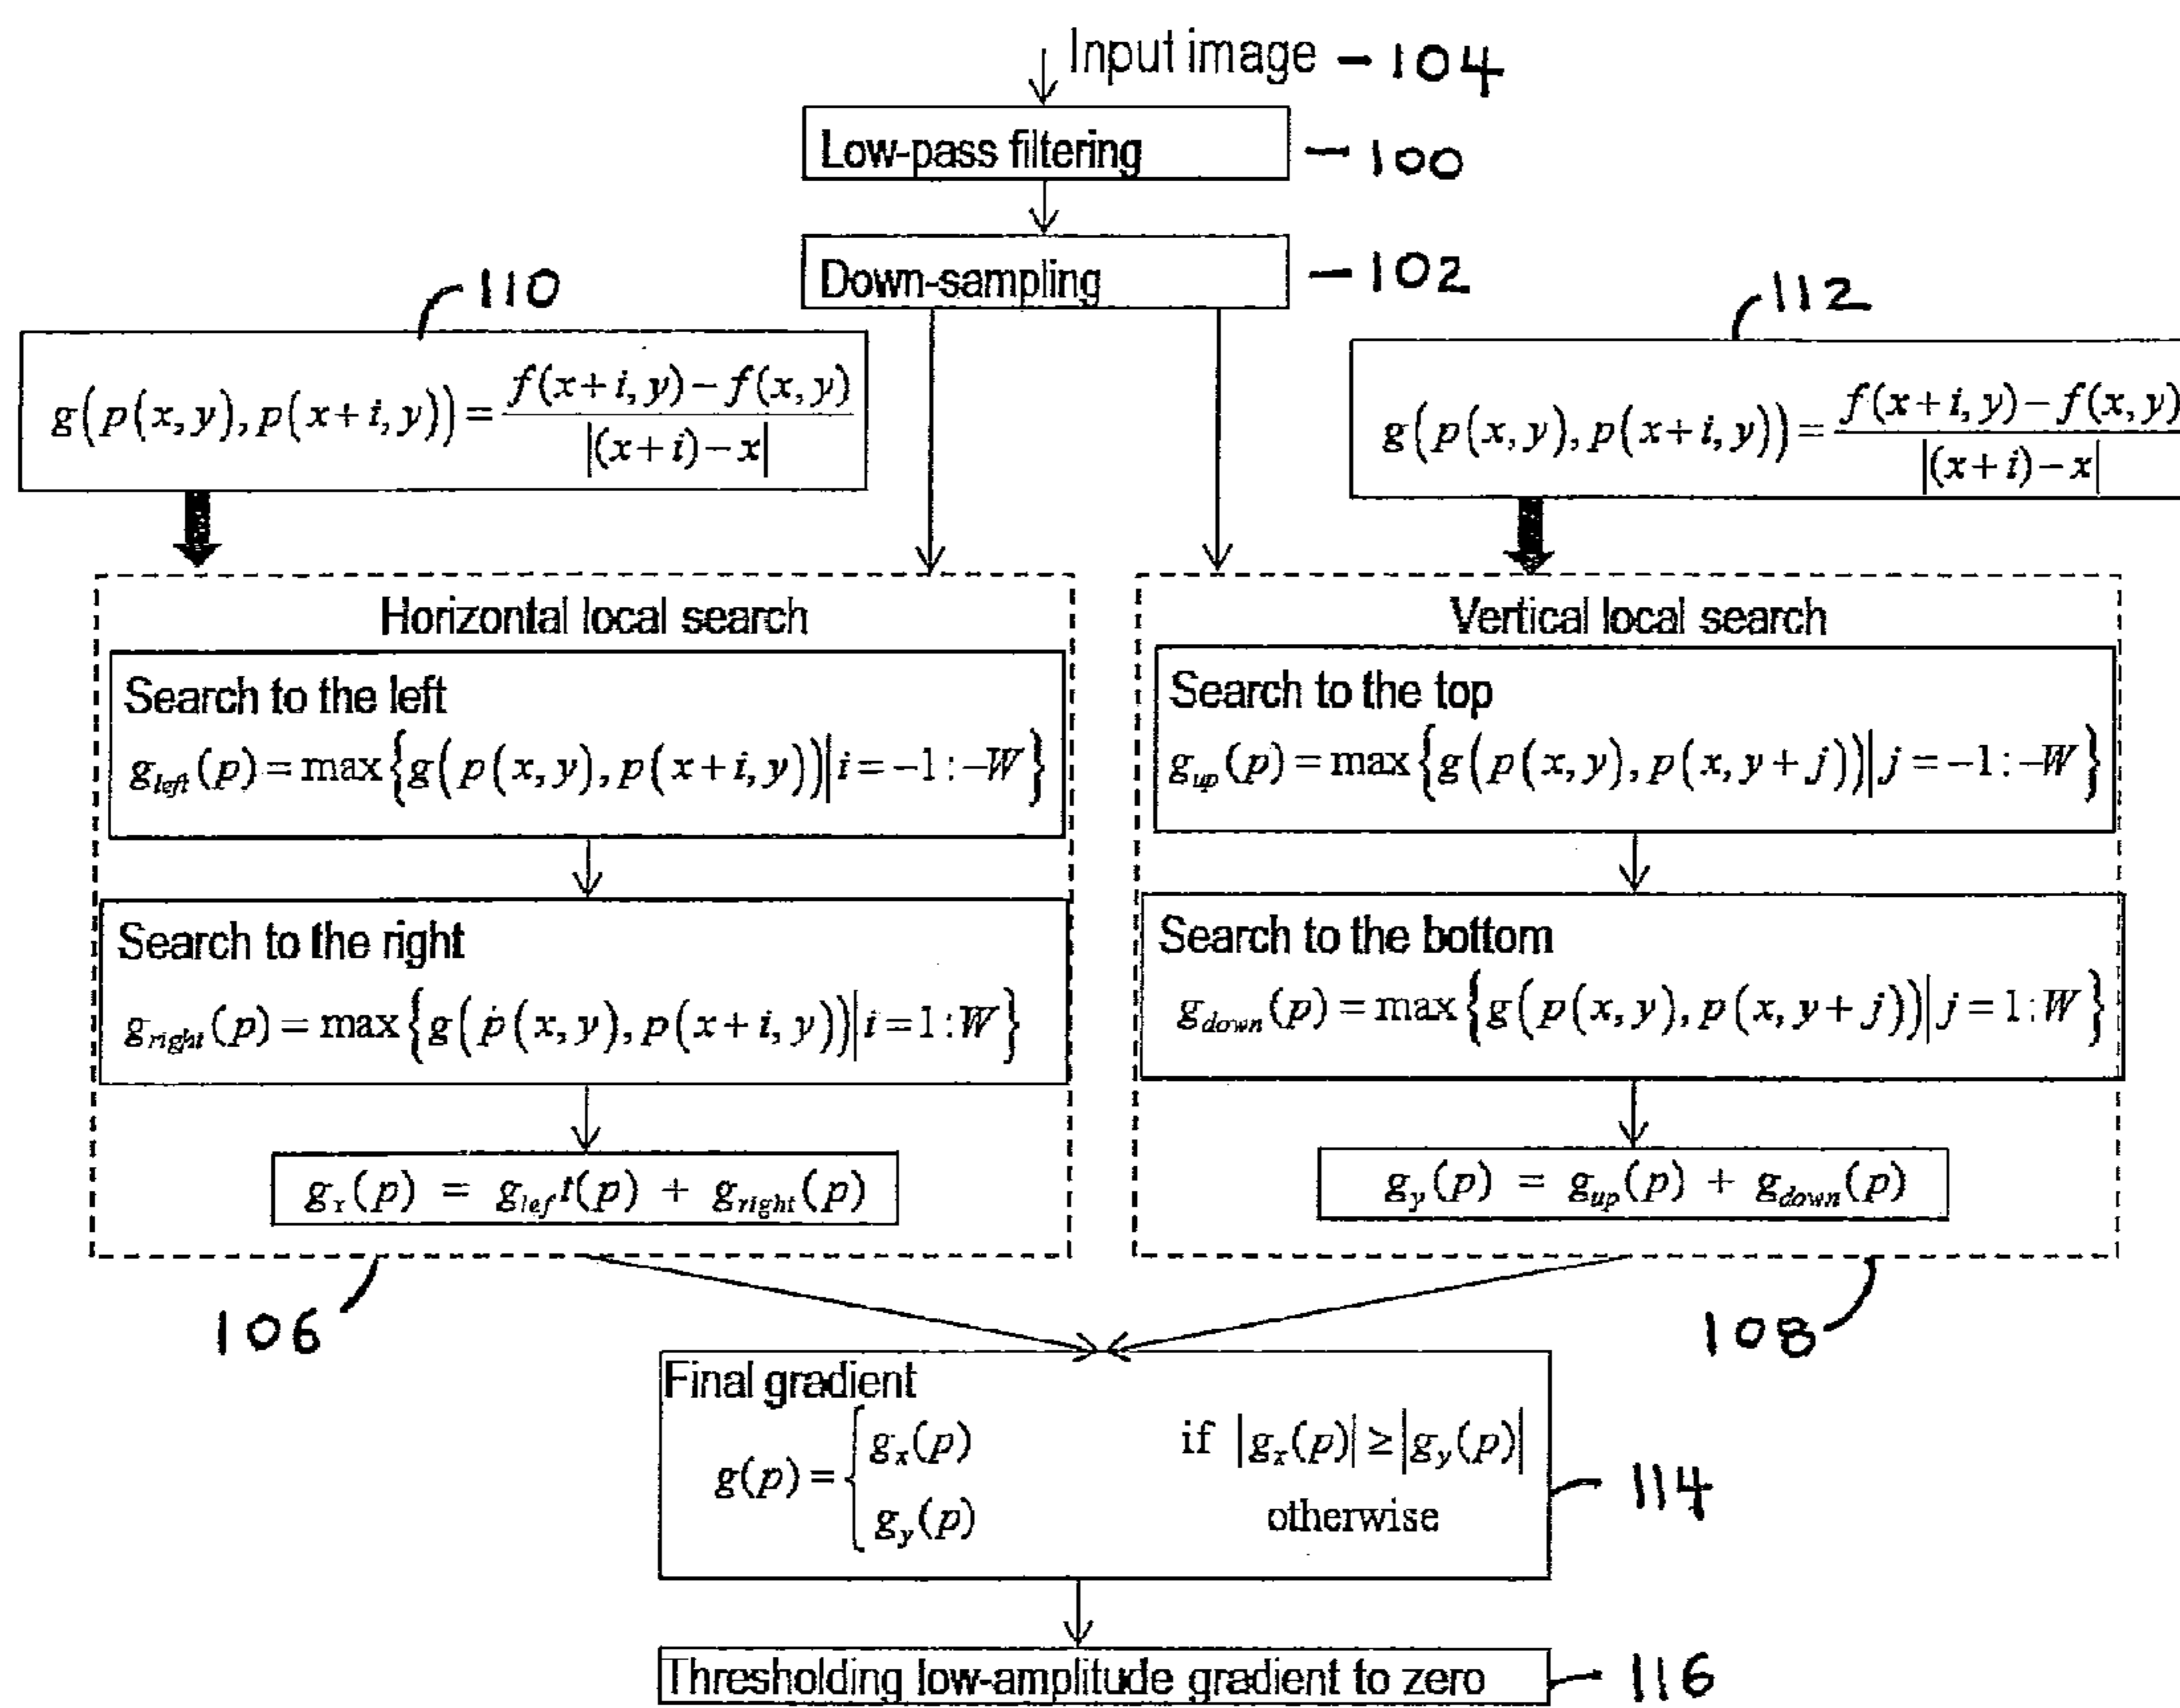 Input image – 104
Low-pass filtering – 100
Down-sampling – 102
110
g(p(x, y), p(x+i, y)) = f(x+i, y) – f(x, y) / |(x+i) – x|
112
g(p(x, y), p(x+i, y)) = f(x+i, y) – f(x, y) / |(x+i) – x|
Horizontal local search
Search to the left
g_left(p) = max{g(p(x, y), p(x+i, y))|i = –1 : –W}
Search to the right
g_right(p) = max{g(p(x, y), p(x+i, y))|i = 1 : W}
g_x(p) = g_left(p) + g_right(p)
106
Vertical local search
Search to the top
g_up(p) = max{g(p(x, y), p(x, y+j))|j = –1 : –W}
Search to the bottom
g_down(p) = max{g(p(x, y), p(x, y+j))|j = 1 : W}
g_y(p) = g_up(p) + g_down(p)
108
Final gradient
g(p) = { g_x(p) if |g_x(p)| ≥ |g_y(p)|
g_y(p) otherwise
114
Thresholding low-amplitude gradient to zero – 116